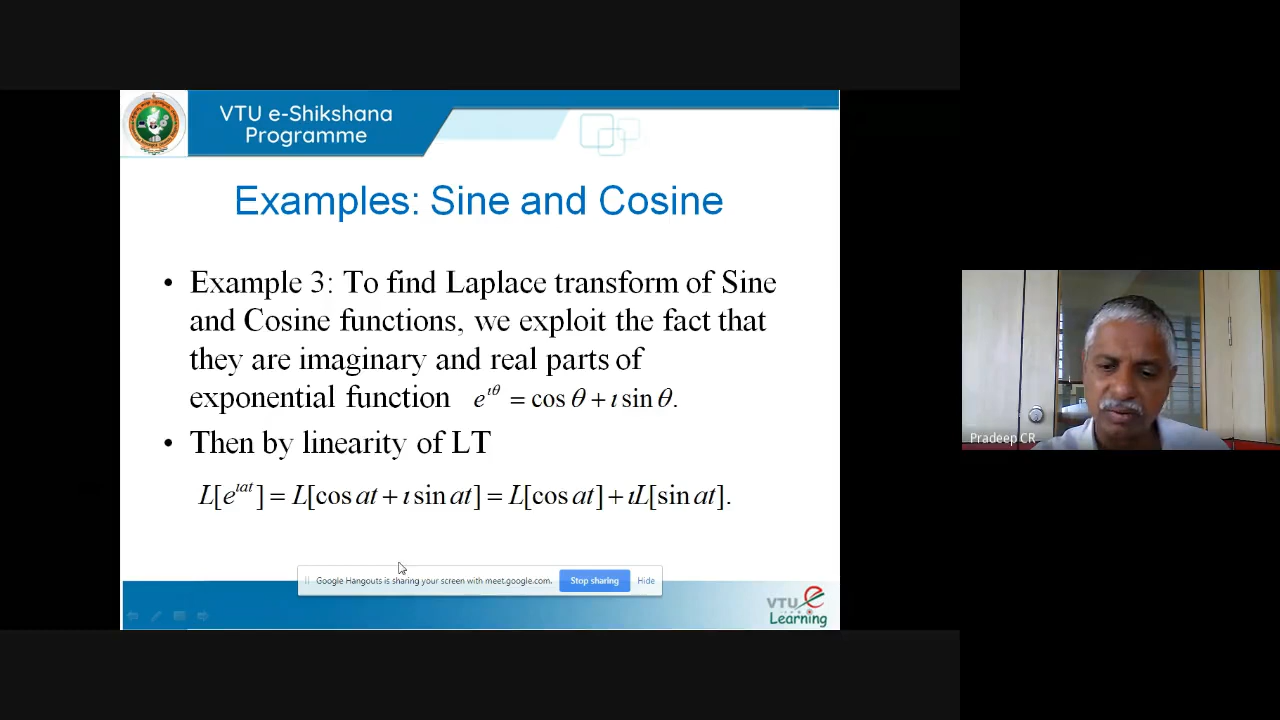 VTU e-Shikshana
Programme
Examples: Sine and Cosine
• Example 3: To find Laplace transform of Sine
and Cosine functions, we exploit the fact that
they are imaginary and real parts of
exponential function e^{ιθ} = cos θ + ι sin θ.
• Then by linearity of LT
L[e^{ιat}] = L[cos at + ι sin at] = L[cos at] + ιL[sin at].
Google Hangouts is sharing your screen with meet.google.com. Stop sharing Hide
VTU e
Learning
Pradeep CR